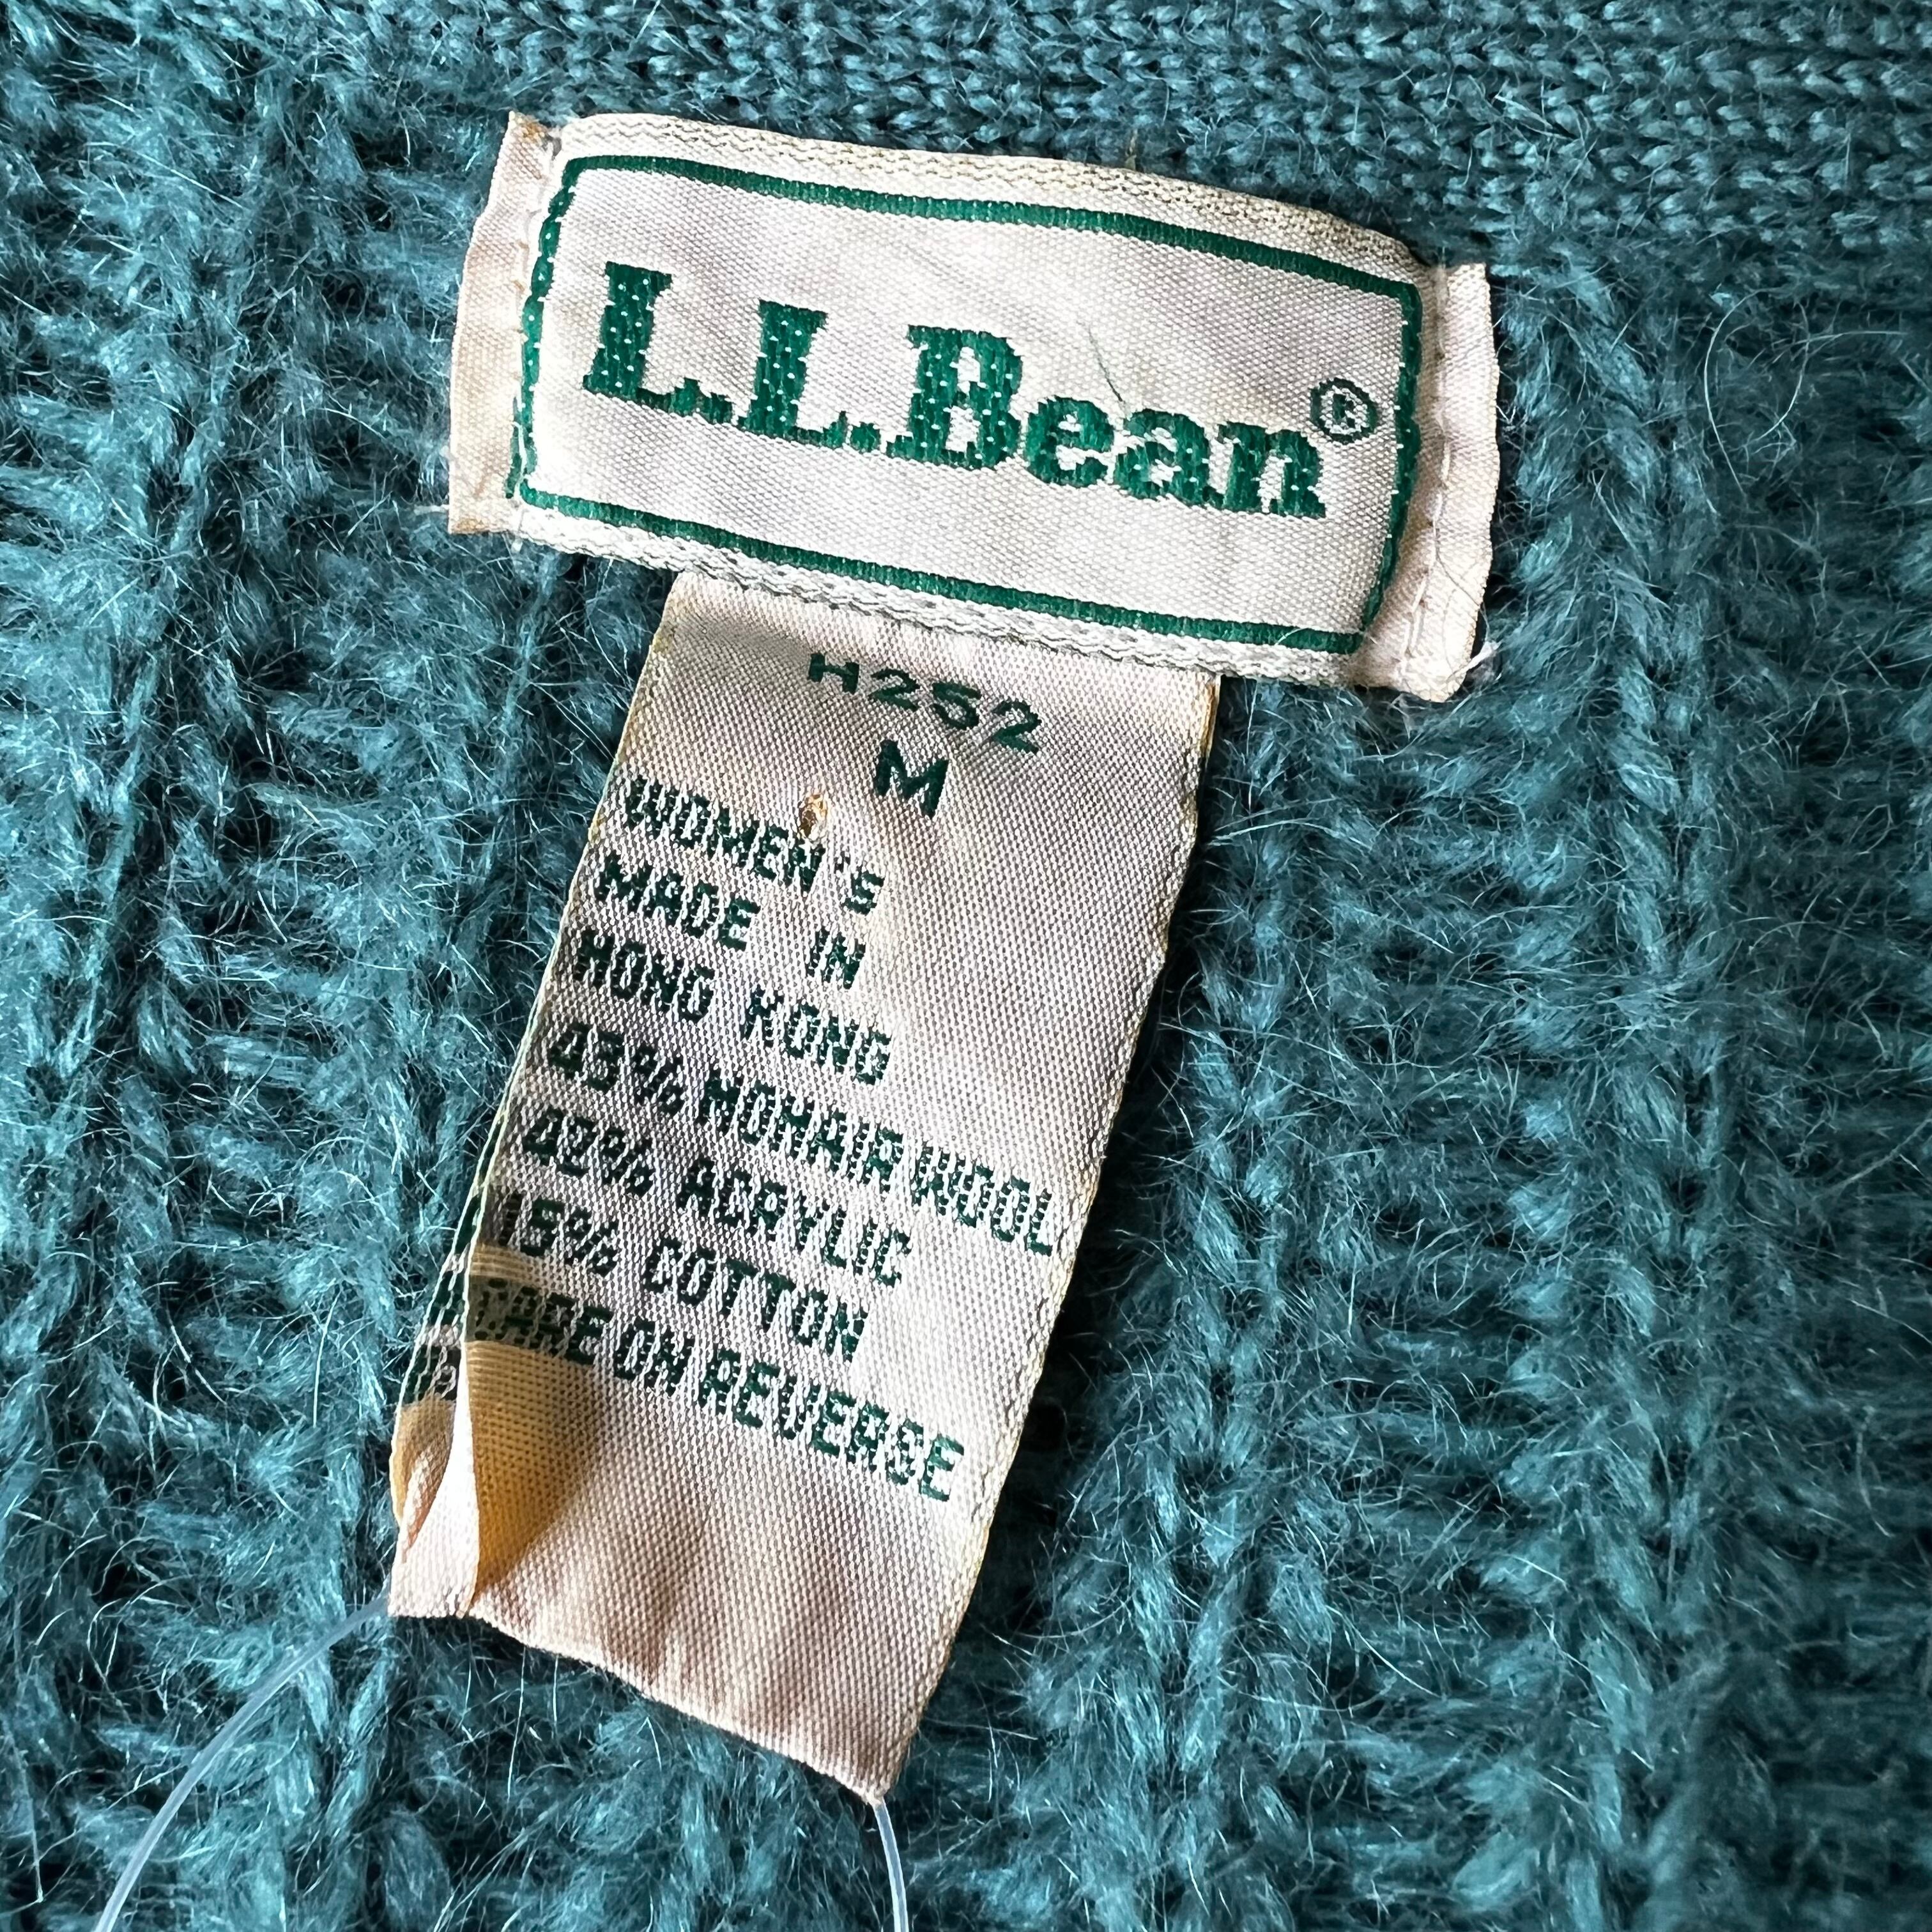 L.L.Bean®
H252
M
WOMEN'S
MADE IN
HONG KONG
43% MOHAIR WOOL
42% ACRYLIC
15% COTTON
CARE ON REVERSE